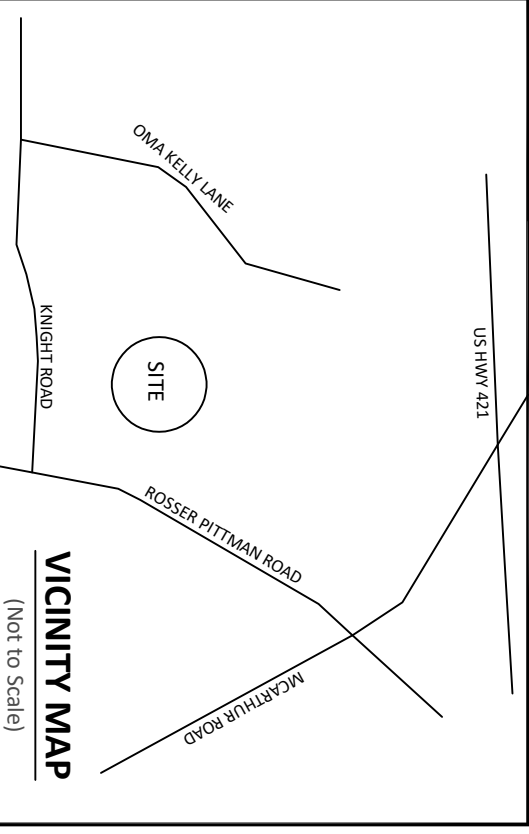 US HWY 421
OMA KELLY LANE
SITE
KNIGHT ROAD
ROSSER PITTMAN ROAD
MCARTHUR ROAD
VICINITY MAP
(Not to Scale)